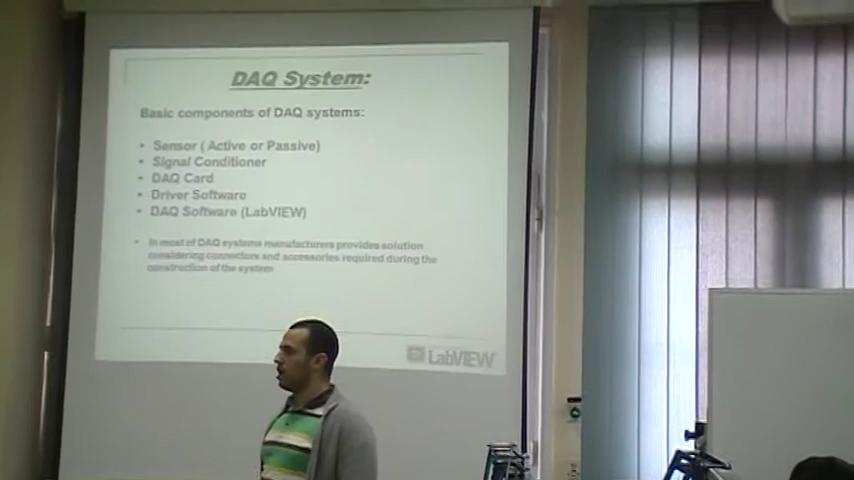 DAQ System:
Basic components of DAQ systems:
• Sensor ( Active or Passive)
• Signal Conditioner
• DAQ Card
• Driver Software
• DAQ Software (LabVIEW)
• In most of DAQ systems manufacturers provides solution
considering connectors and accessories required during the
construction of the system
LabVIEW